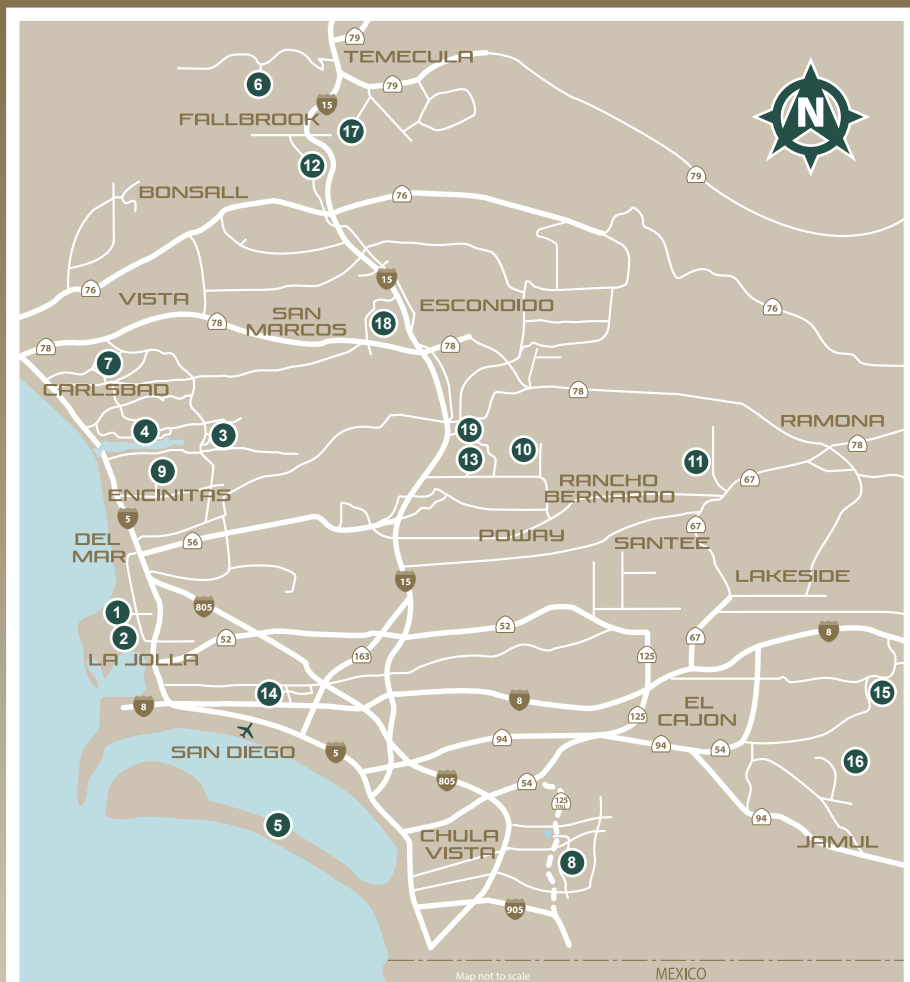 79
TEMECULA
N
6
79
15
FALLBROOK
17
12
79
BONSALL
76
15
76
VISTA
ESCONDIDO
76
SAN
MARCOS
18
78
78
78
7
CARLSBAD
78
RAMONA
4
3
19
78
13
10
11
9
RANCHO
BERNARDO
67
ENCINITAS
5
67
DEL
MAR
56
POWAY
SANTEE
15
LAKESIDE
805
1
2
52
52
67
8
LA JOLLA
163
125
14
8
15
8
EL
CAJON
125
SAN DIEGO
5
94
94
54
16
805
54
125
TOLL
5
94
CHULA
VISTA
JAMUL
8
905
Map not to scale
MEXICO